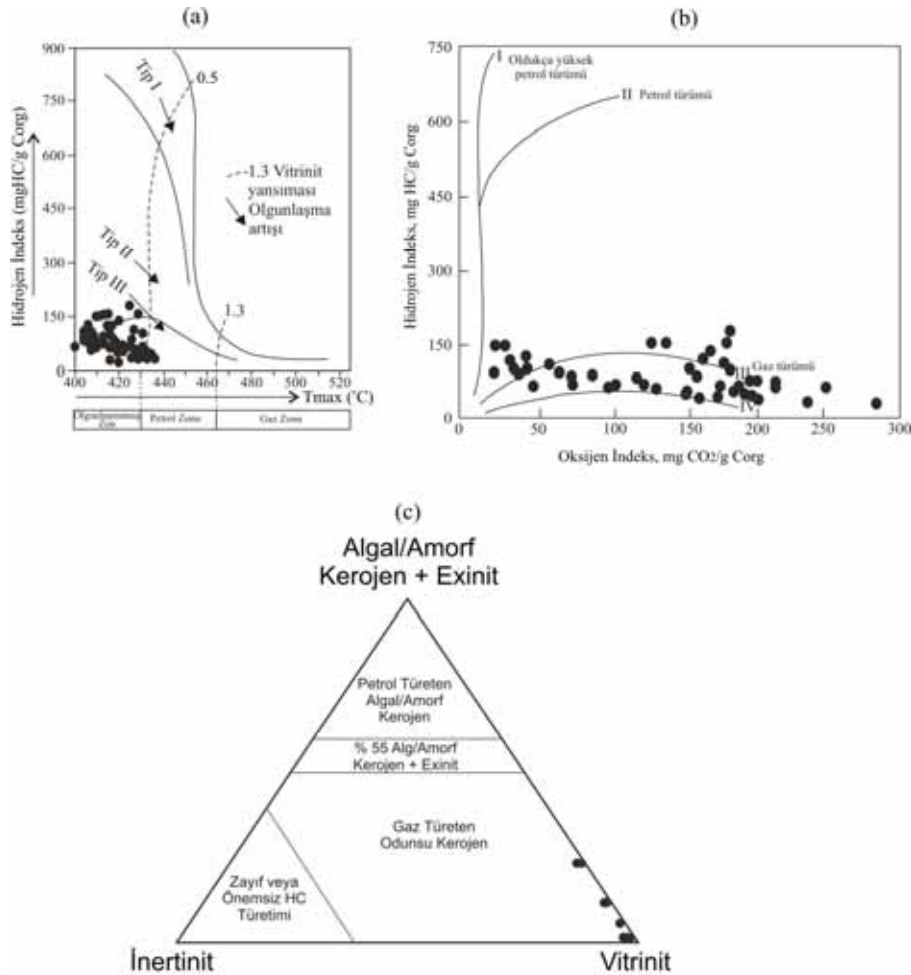 (a)
900
750
600
450
300
150
0
Hidrojen İndeks (mgHC/g Corg)
Tip I
0.5
1.3 Vitrinit
yansıması
Olgunlaşma
artışı
Tip II
Tip III
1.3
400
420
440
460
480
500
520
Tmax (°C)
Zon
Petrol Zonu
Gaz Zonu
(b)
750
600
450
300
150
0
Hidrojen İndeks, mg HC/g Corg
I Oldukça yüksek
petrol türümü
II Petrol türümü
III Gaz türümü
IV
0
50
100
150
200
250
300
Oksijen İndeks, mg CO2/g Corg
(c)
Algal/Amorf
Kerojen + Exinit
Petrol Türeten
Algal/Amorf
Kerojen
% 55 Alg/Amorf
Kerojen + Exinit
Gaz Türeten
Odunsu Kerojen
Zayıf veya
Önemsiz HC
Türetimi
İnertinit
Vitrinit